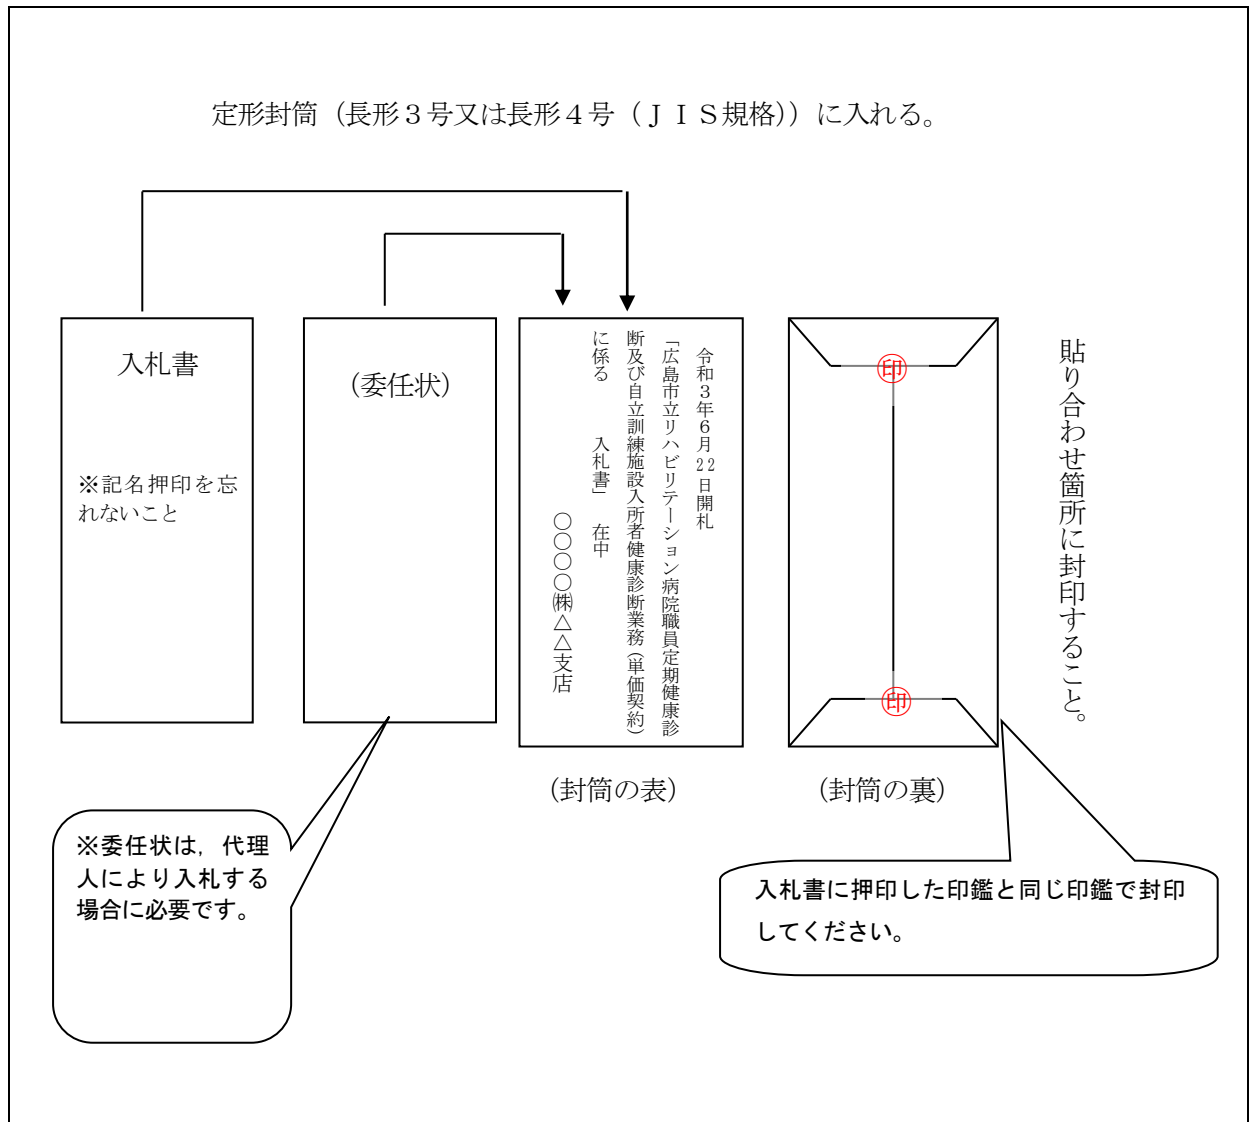 定形封筒（長形３号又は長形４号（ＪＩＳ規格））に入れる。
入札書
※記名押印を忘
れないこと
（委任状）
令和３年６月22日開札
「広島市立リハビリテーション病院職員定期健康診
断及び自立訓練施設入所者健康診断業務（単価契約）
に係る　　入札書」　在中
〇〇〇〇㈱△△支店
（封筒の表）
印
印
（封筒の裏）
貼り合わせ箇所に封印すること。
※委任状は，代理
人により入札する
場合に必要です。
入札書に押印した印鑑と同じ印鑑で封印
してください。